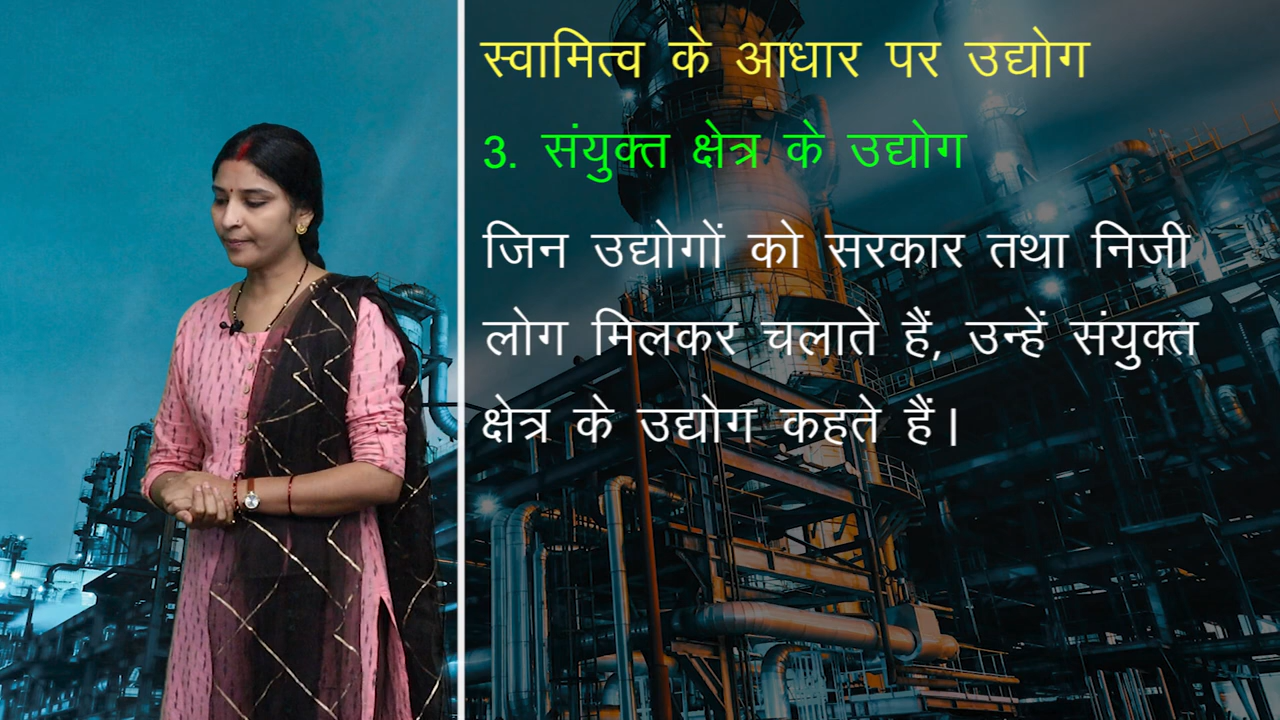 स्वामित्व के आधार पर उद्योग
3. संयुक्त क्षेत्र के उद्योग
जिन उद्योगों को सरकार तथा निजी
लोग मिलकर चलाते हैं, उन्हें संयुक्त
क्षेत्र के उद्योग कहते हैं।